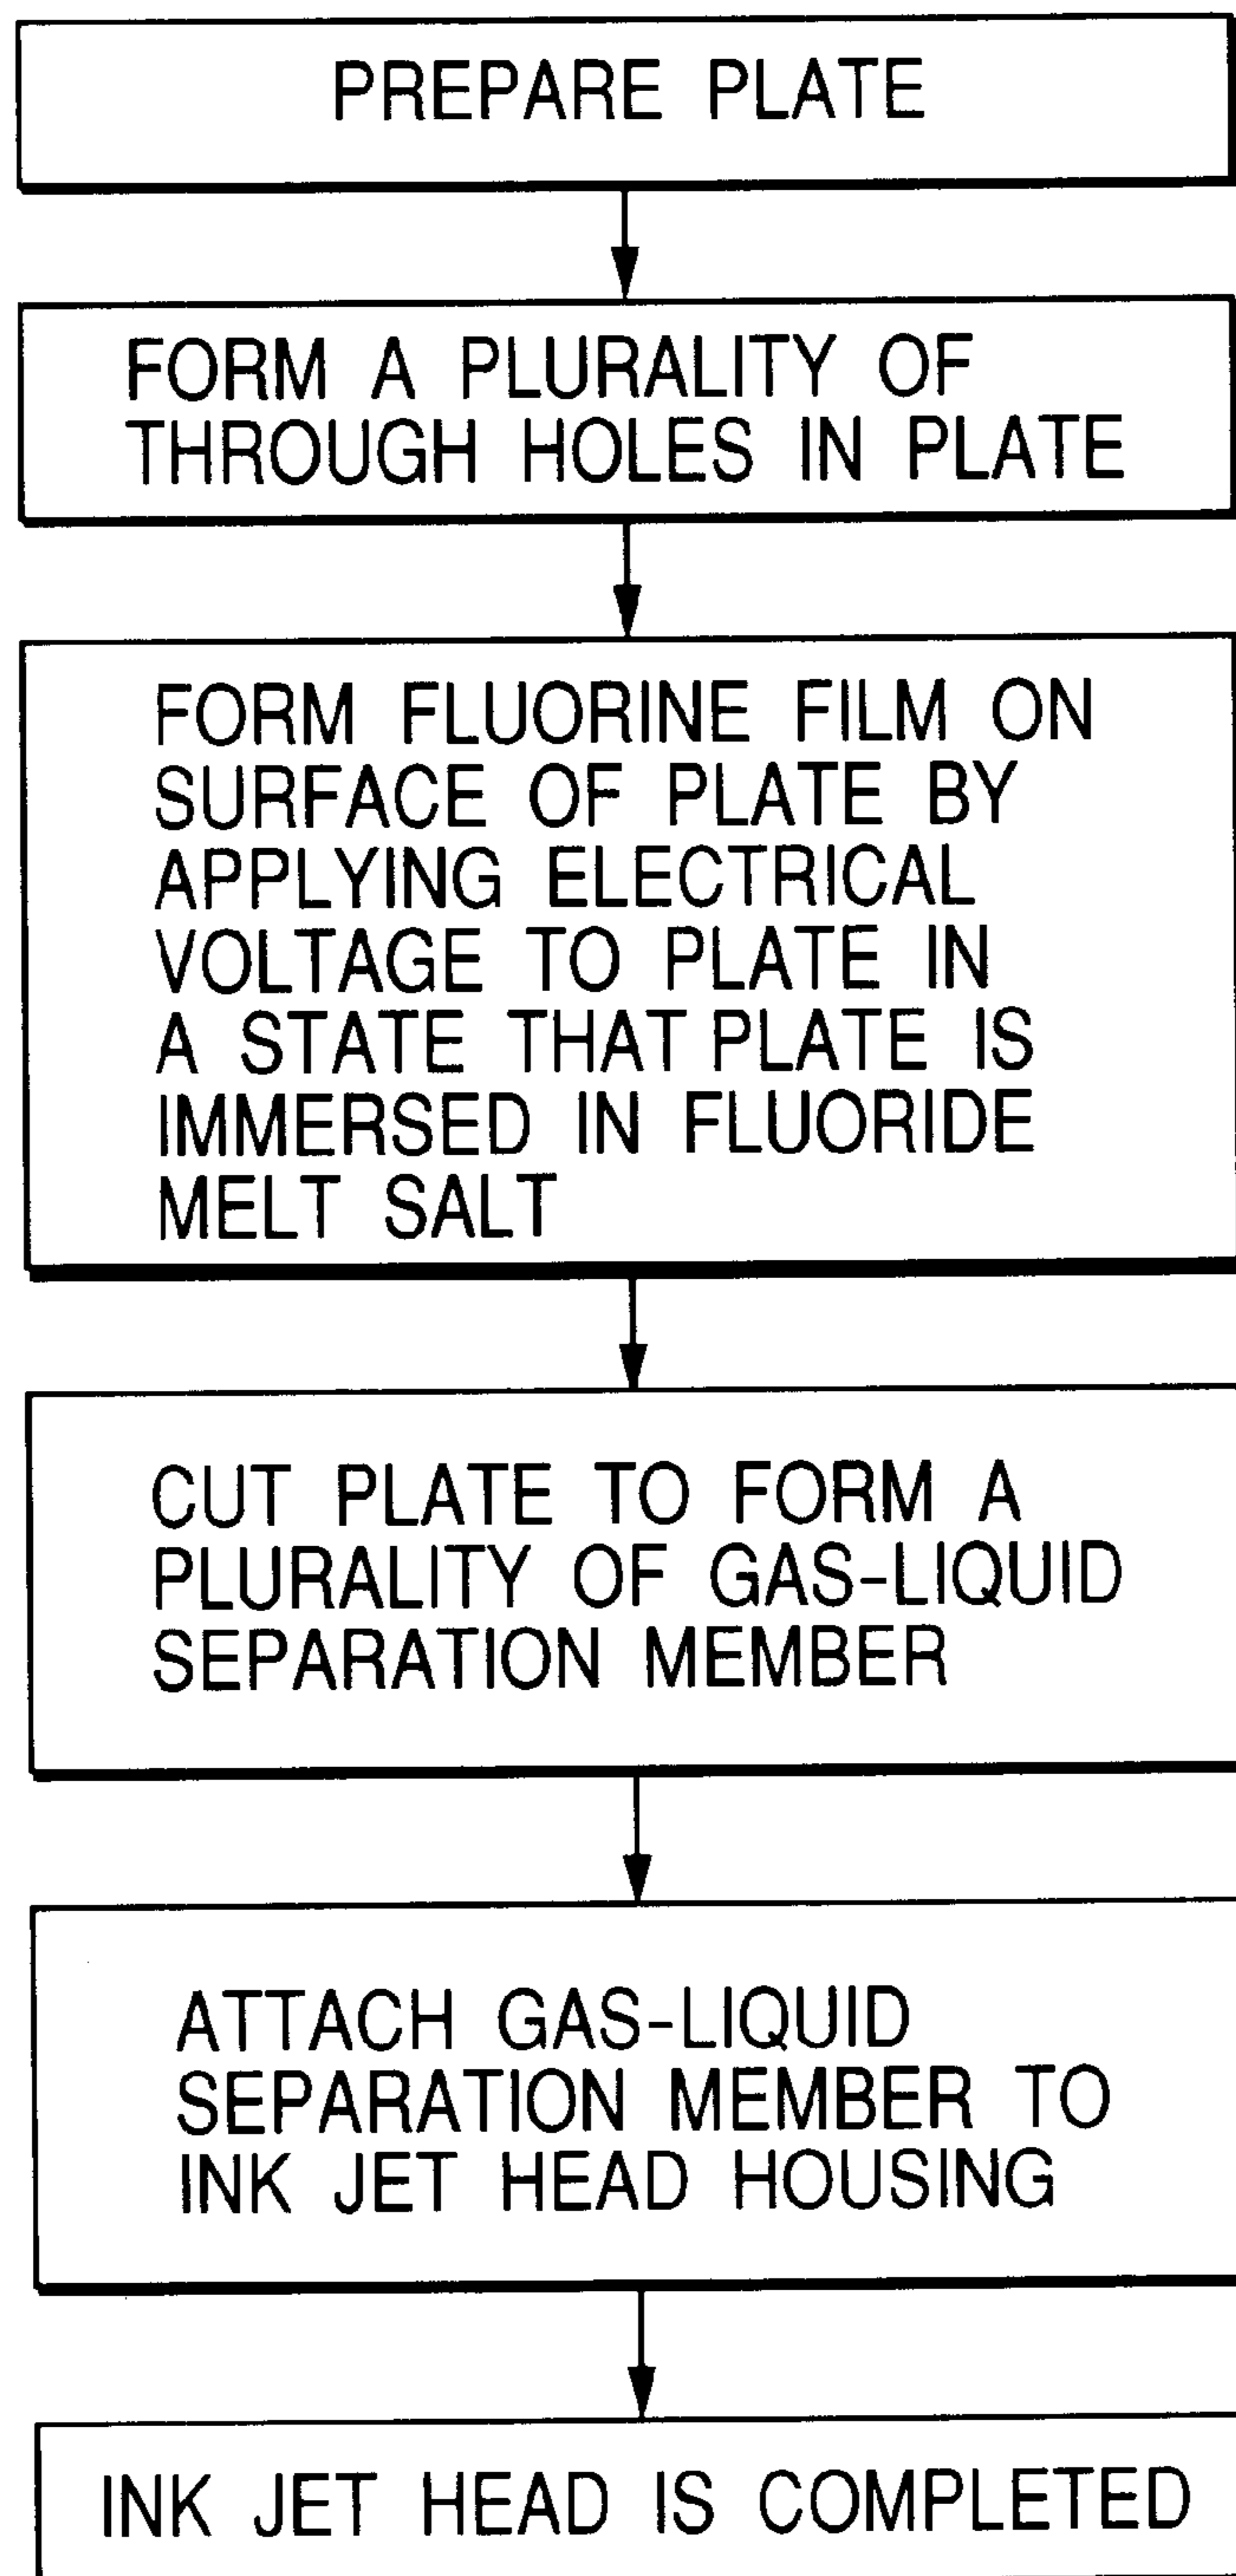 PREPARE PLATE
FORM A PLURALITY OF
THROUGH HOLES IN PLATE
FORM FLUORINE FILM ON
SURFACE OF PLATE BY
APPLYING ELECTRICAL
VOLTAGE TO PLATE IN
A STATE THAT PLATE IS
IMMERSED IN FLUORIDE
MELT SALT
CUT PLATE TO FORM A
PLURALITY OF GAS-LIQUID
SEPARATION MEMBER
ATTACH GAS-LIQUID
SEPARATION MEMBER TO
INK JET HEAD HOUSING
INK JET HEAD IS COMPLETED